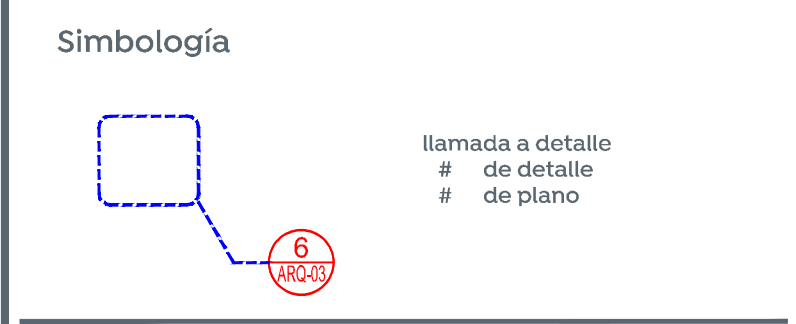 Simbología
llamada a detalle
# de detalle
# de plano
6
ARQ-03